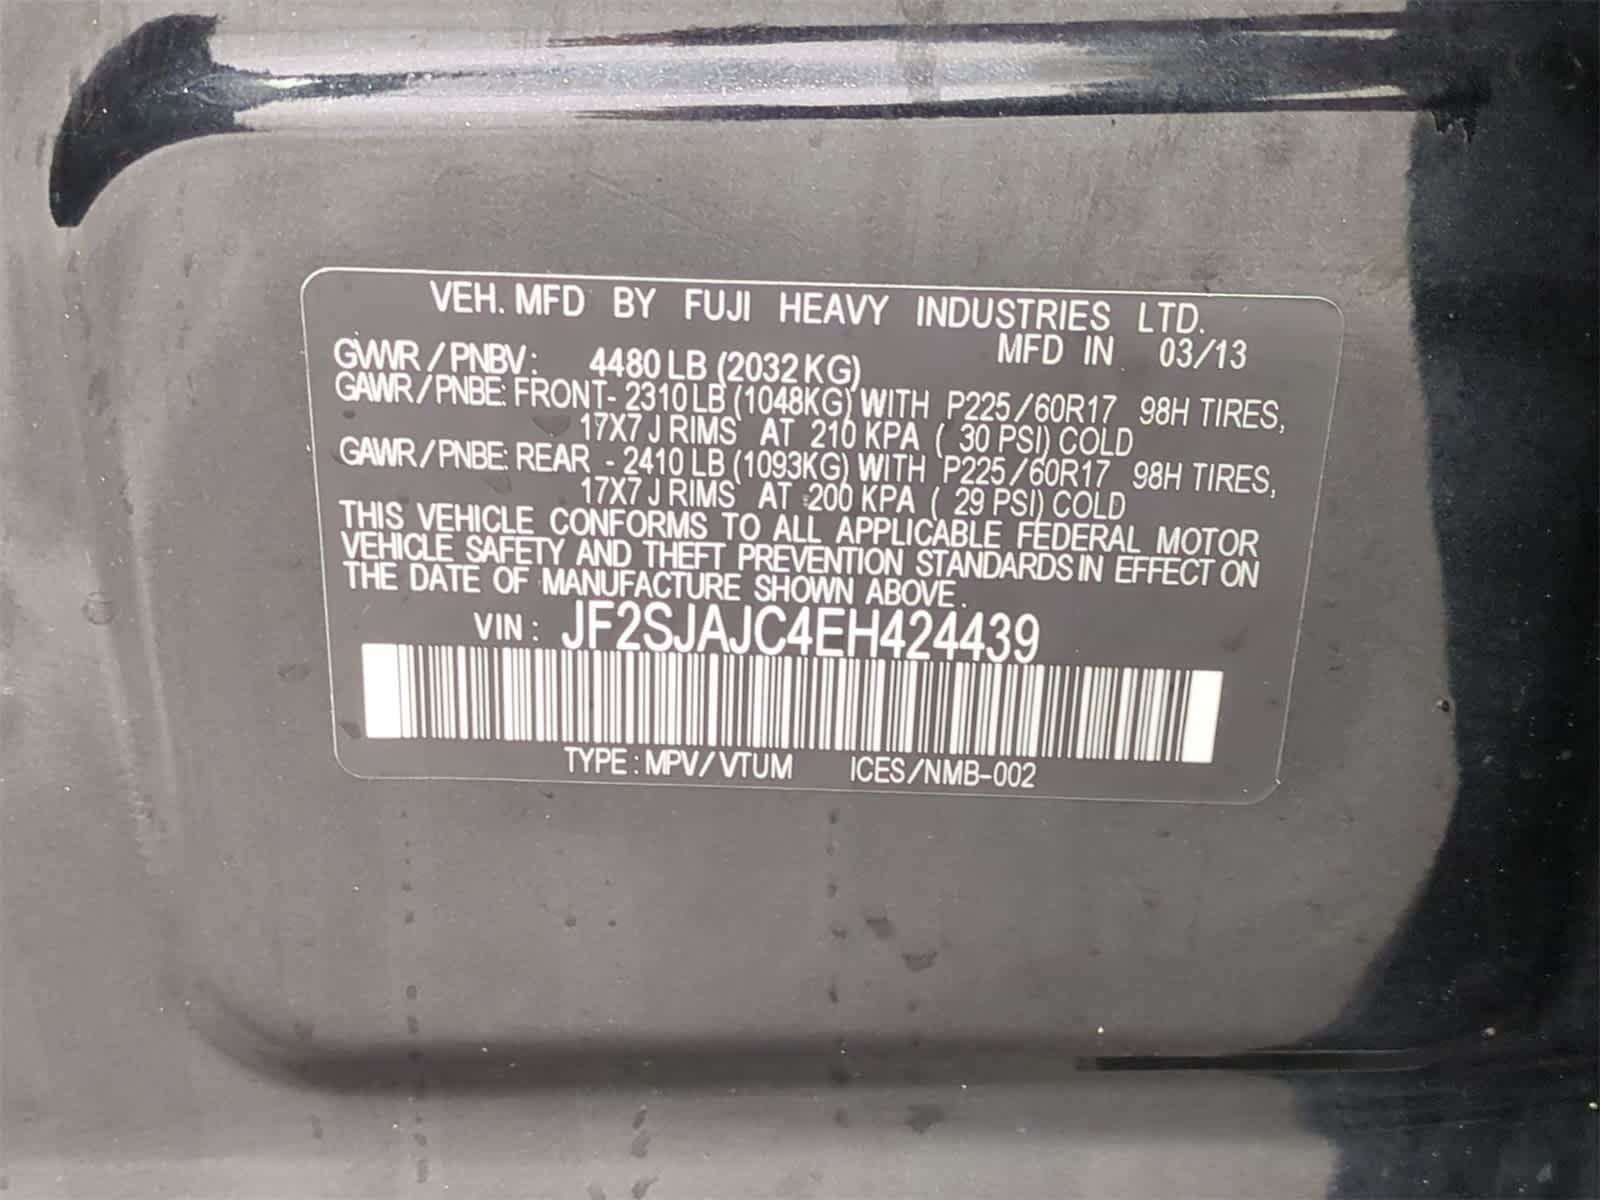 VEH. MFD BY FUJI HEAVY INDUSTRIES LTD.
MFD IN 03/13
GVWR/PNBV: 4480 LB (2032 KG)
GAWR/PNBE: FRONT- 2310 LB (1048KG) WITH P225/60R17 98H TIRES,
17X7 J RIMS AT 210 KPA ( 30 PSI) COLD
GAWR/PNBE: REAR - 2410 LB (1093KG) WITH P225/60R17 98H TIRES,
17X7 J RIMS AT 200 KPA ( 29 PSI) COLD
THIS VEHICLE CONFORMS TO ALL APPLICABLE FEDERAL MOTOR
VEHICLE SAFETY AND THEFT PREVENTION STANDARDS IN EFFECT ON
THE DATE OF MANUFACTURE SHOWN ABOVE.
VIN: JF2SJAJC4EH424439
TYPE: MPV/VTUM ICES/NMB-002